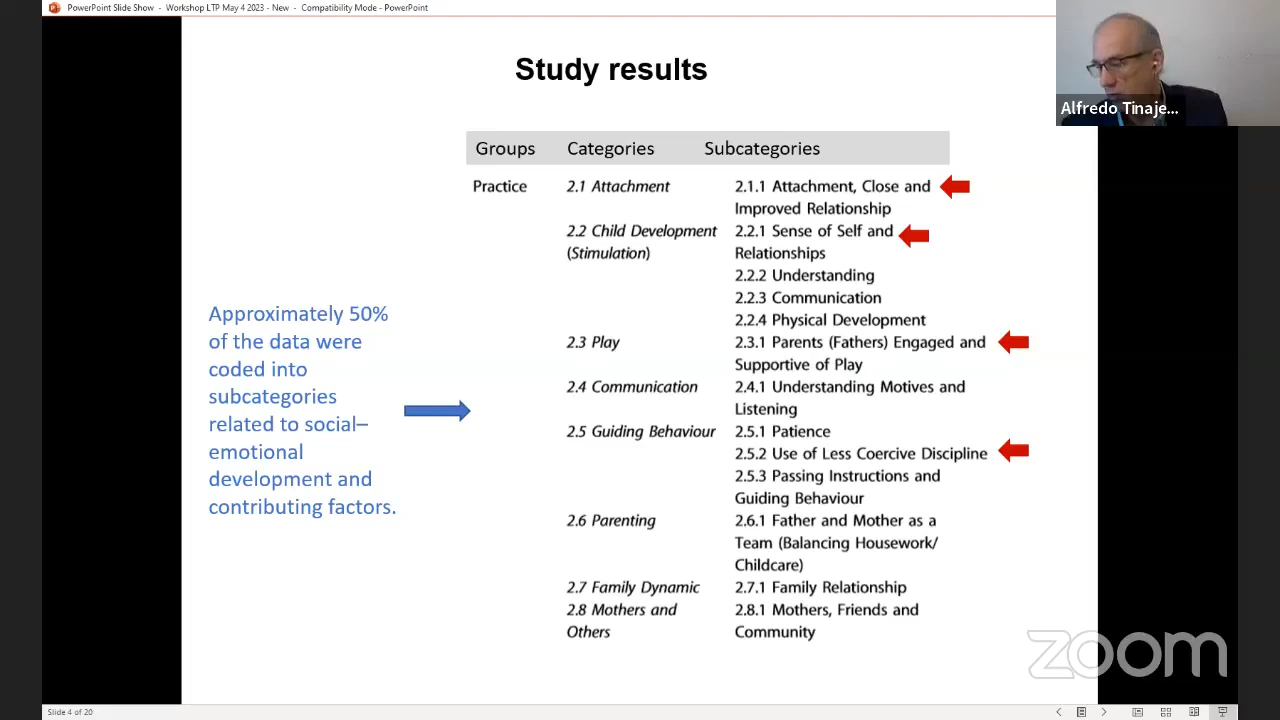 PowerPoint Slide Show - Workshop LTP May 4 2023 - New - Compatibility Mode - PowerPoint
Alfredo Tinaje...
Study results
Groups Categories Subcategories
Practice 2.1 Attachment 2.1.1 Attachment, Close and
Improved Relationship
2.2 Child Development 2.2.1 Sense of Self and
(Stimulation) Relationships
2.2.2 Understanding
2.2.3 Communication
2.2.4 Physical Development
2.3 Play 2.3.1 Parents (Fathers) Engaged and
Supportive of Play
2.4 Communication 2.4.1 Understanding Motives and
Listening
2.5 Guiding Behaviour 2.5.1 Patience
2.5.2 Use of Less Coercive Discipline
2.5.3 Passing Instructions and
Guiding Behaviour
2.6 Parenting 2.6.1 Father and Mother as a
Team (Balancing Housework/
Childcare)
2.7 Family Dynamic 2.7.1 Family Relationship
2.8 Mothers and 2.8.1 Mothers, Friends and
Others Community
Approximately 50%
of the data were
coded into
subcategories
related to social–
emotional
development and
contributing factors.
zoom
Slide 4 of 20